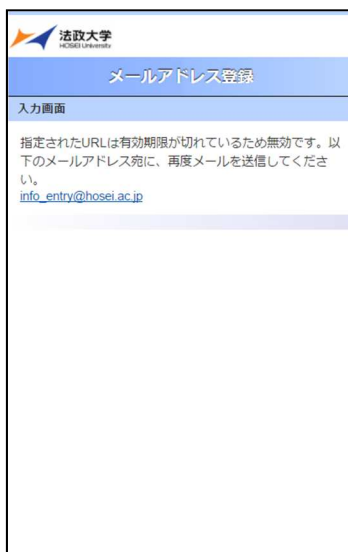 法政大学
HOSEI University
メールアドレス登録
入力画面
指定されたURLは有効期限が切れているため無効です。以
下のメールアドレス宛に、再度メールを送信してくださ
い。
info_entry@hosei.ac.jp